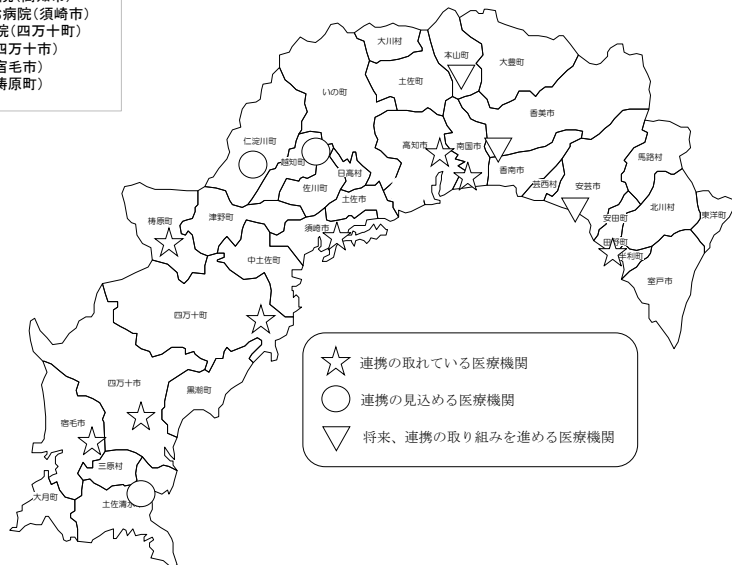 病院(須崎市)
院(四万十町)
四万十市)
宿毛市)
梼原町)
大川村
本山町
大豊町
土佐町
いの町
香美市
仁淀川町
高知市
南国市
越知町
日高村
香南市
馬路村
佐川町
芸西村
安芸市
土佐市
北川村
梼原町
津野町
安田町
東洋町
須崎市
田野町
中土佐町
室戸市
四万十町
連携の取れている医療機関
四万十市
黒潮町
連携の見込める医療機関
宿毛市
将来、連携の取り組みを進める医療機関
三原村
大月町
土佐清水